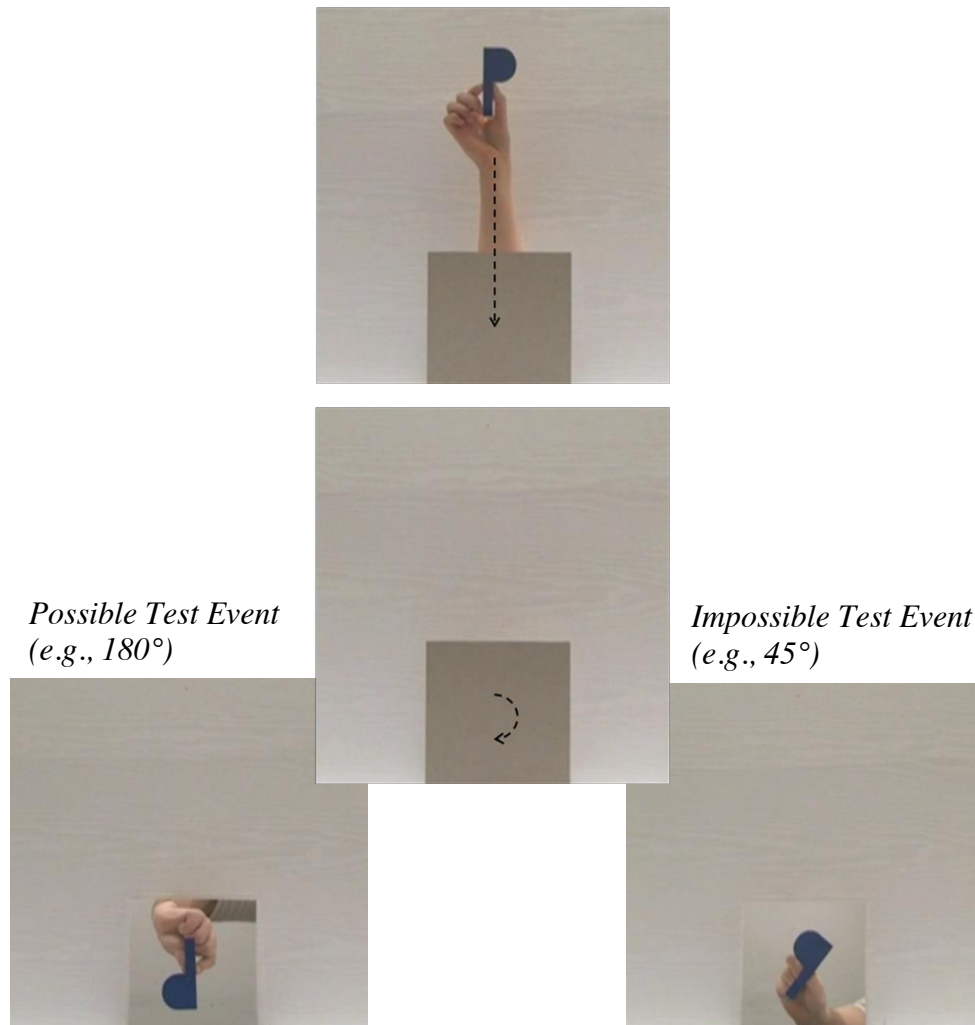 Possible Test Event
(e.g., 180°)
Impossible Test Event
(e.g., 45°)